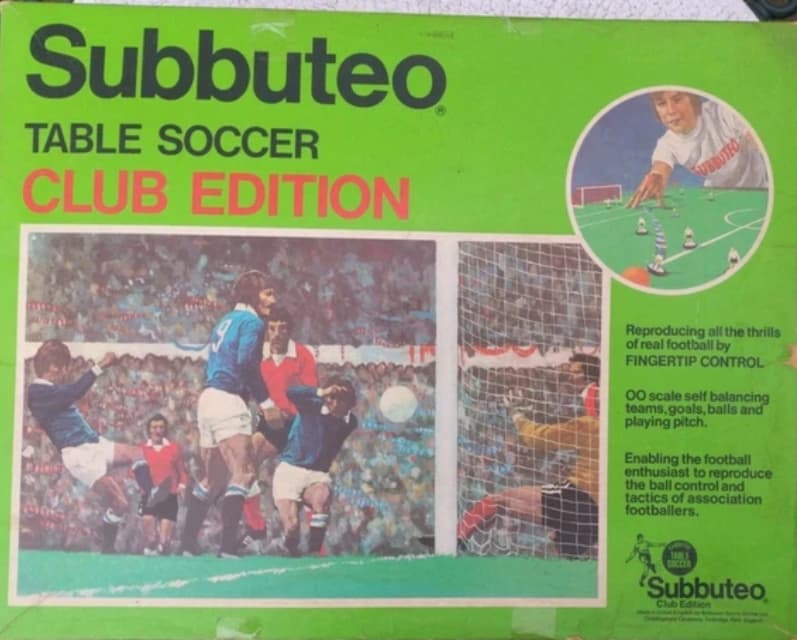 Subbuteo®
TABLE SOCCER
CLUB EDITION
SUBBUTEO
9
Reproducing all the thrills
of real football by
FINGERTIP CONTROL
OO scale self balancing
teams, goals, balls and
playing pitch.
Enabling the football
enthusiast to reproduce
the ball control and
tactics of association
footballers.
TABLE
SOCCER
Subbuteo
Club Edition